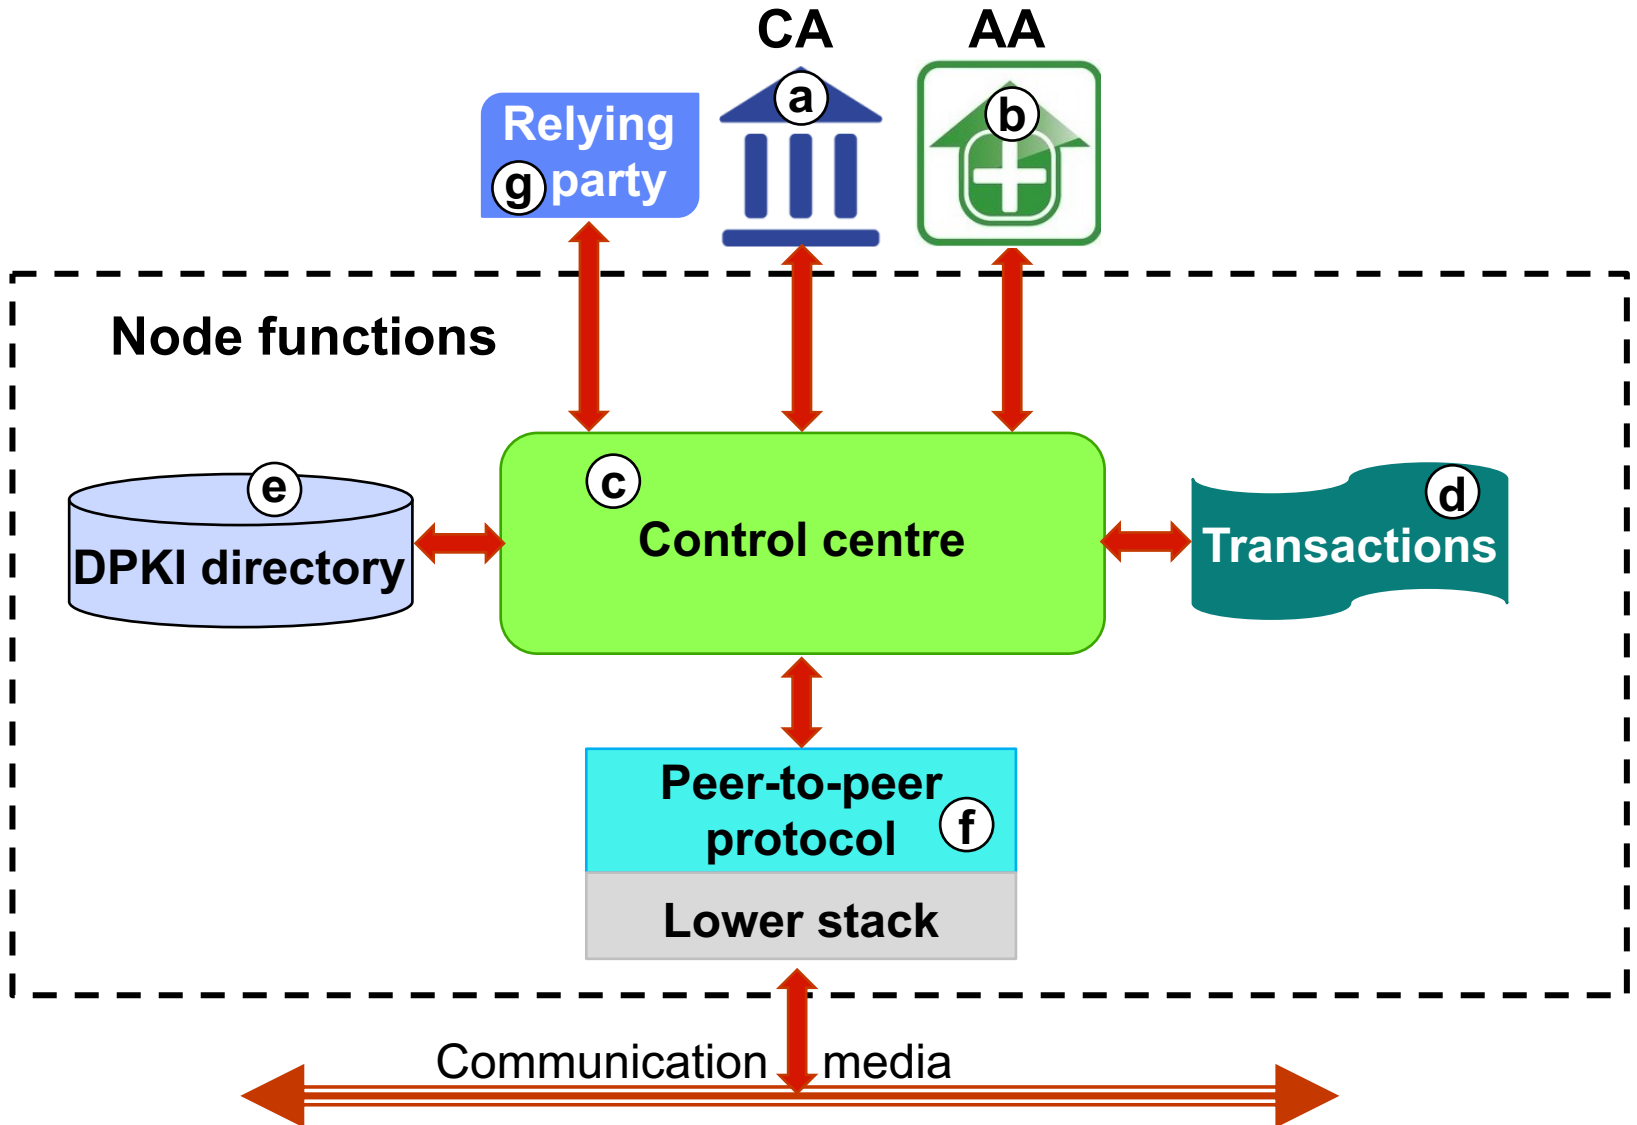 CA
AA
a
b
Relying
g party
Node functions
c
e
d
Control centre
Transactions
DPKI directory
Peer-to-peer
protocol
f
Lower stack
Communication media